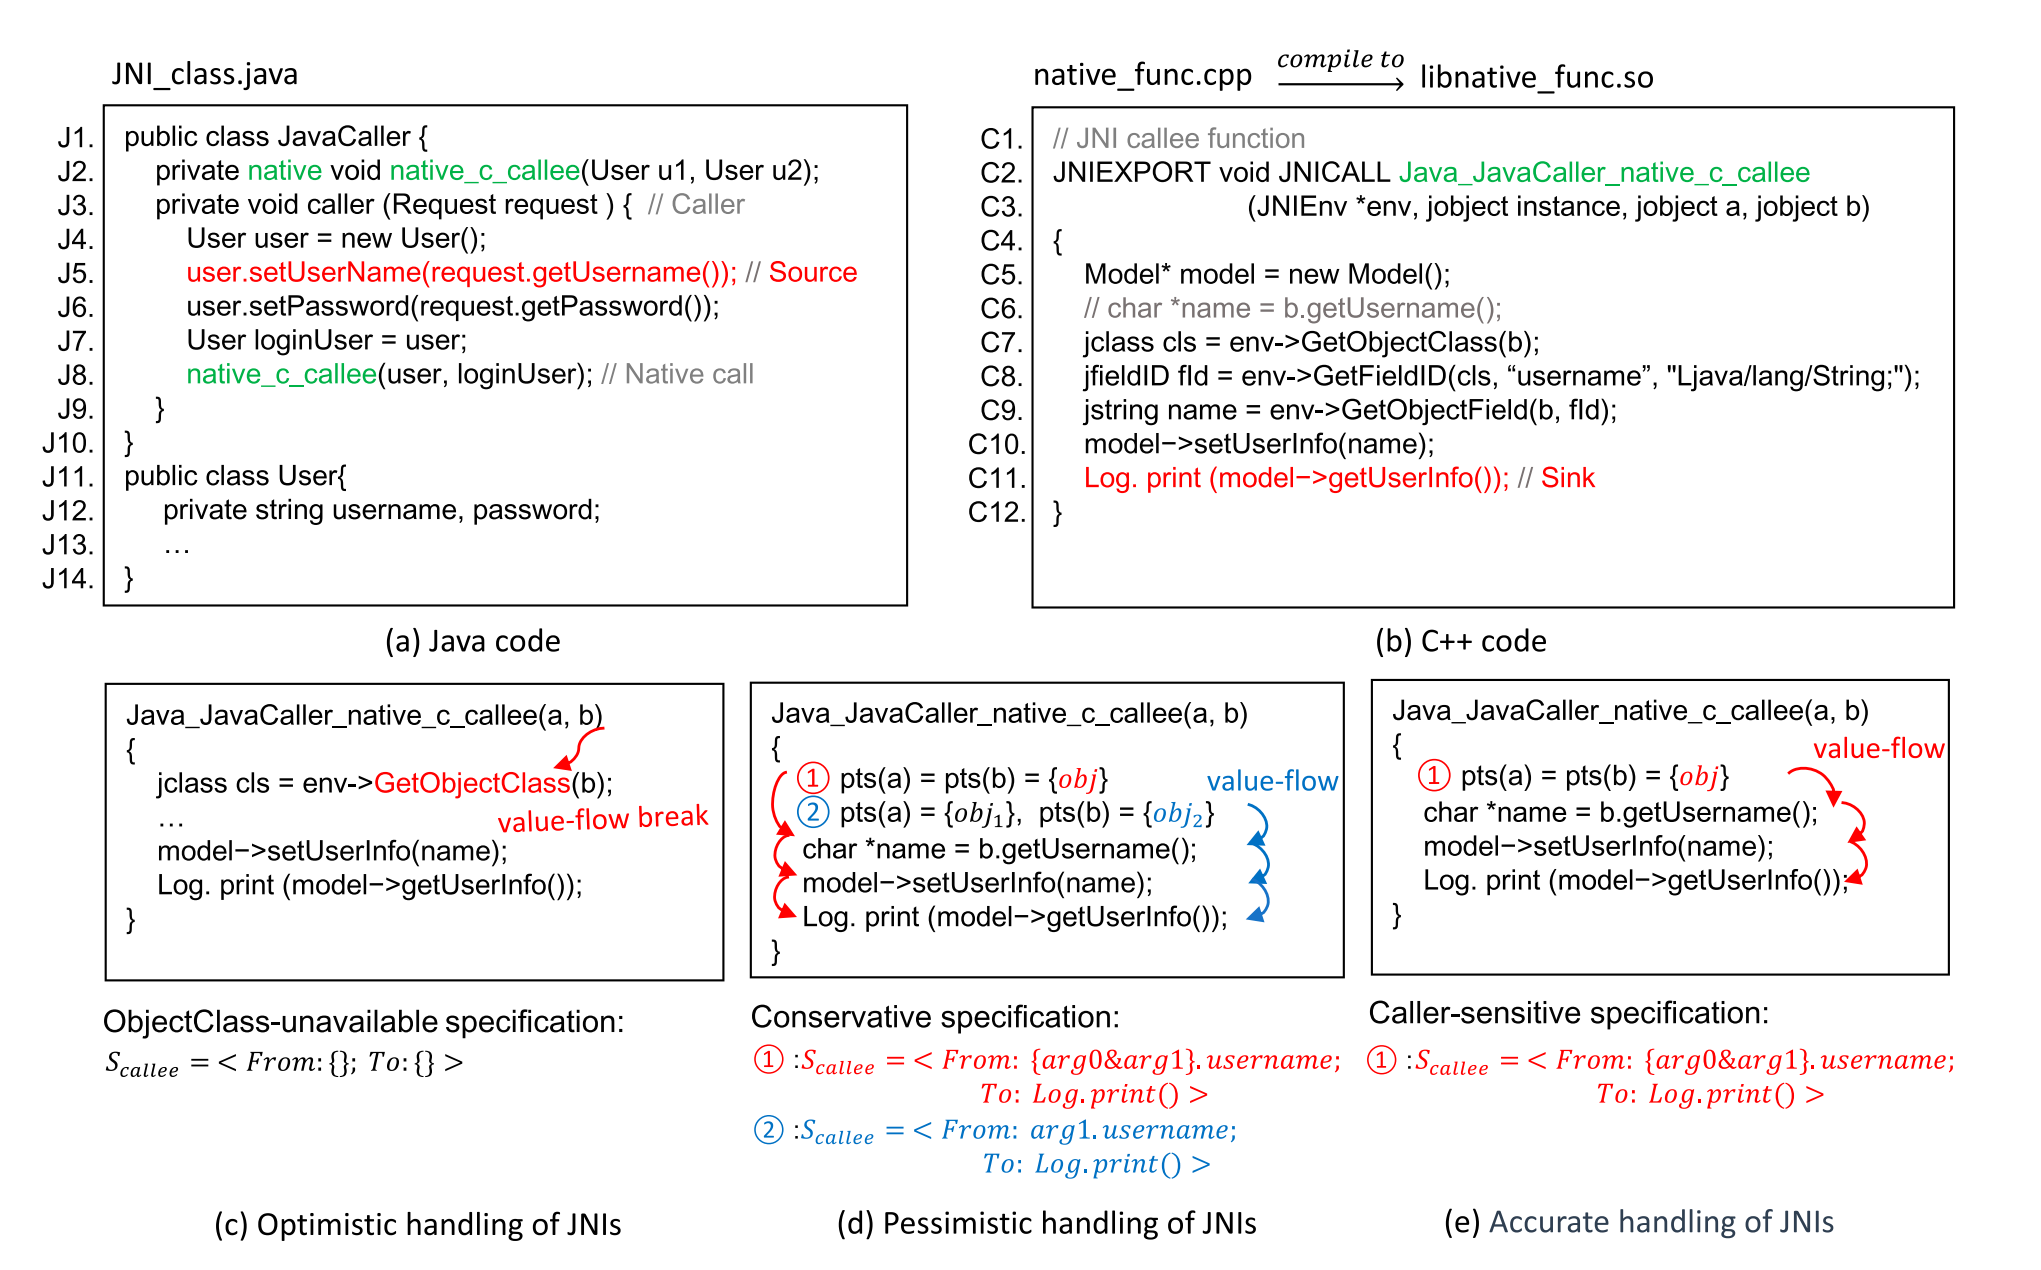 JNI_class.java
J1. public class JavaCaller {
J2. private native void native_c_callee(User u1, User u2);
J3. private void caller (Request request ) { // Caller
J4. User user = new User();
J5. user.setUserName(request.getUsername()); // Source
J6. user.setPassword(request.getPassword());
J7. User loginUser = user;
J8. native_c_callee(user, loginUser); // Native call
J9. }
J10. }
J11. public class User{
J12. private string username, password;
J13. …
J14. }
(a) Java code
native_func.cpp compile to libnative_func.so
C1. // JNI callee function
C2. JNIEXPORT void JNICALL Java_JavaCaller_native_c_callee
C3. (JNIEnv *env, jobject instance, jobject a, jobject b)
C4. {
C5. Model* model = new Model();
C6. // char *name = b.getUsername();
C7. jclass cls = env->GetObjectClass(b);
C8. jfieldID fId = env->GetFieldID(cls, “username”, "Ljava/lang/String;");
C9. jstring name = env->GetObjectField(b, fId);
C10. model−>setUserInfo(name);
C11. Log. print (model−>getUserInfo()); // Sink
C12. }
(b) C++ code
Java_JavaCaller_native_c_callee(a, b)
{
jclass cls = env->GetObjectClass(b);
… value-flow break
model−>setUserInfo(name);
Log. print (model−>getUserInfo());
}
ObjectClass-unavailable specification:
S_callee = < From: {}; To: {} >
(c) Optimistic handling of JNIs
Java_JavaCaller_native_c_callee(a, b)
{
① pts(a) = pts(b) = {obj} value-flow
② pts(a) = {obj₁}, pts(b) = {obj₂}
char *name = b.getUsername();
model−>setUserInfo(name);
Log. print (model−>getUserInfo());
}
Conservative specification:
① :S_callee = < From: {arg0&arg1}.username;
To: Log.print() >
② :S_callee = < From: arg1.username;
To: Log.print() >
(d) Pessimistic handling of JNIs
Java_JavaCaller_native_c_callee(a, b)
{ value-flow
① pts(a) = pts(b) = {obj}
char *name = b.getUsername();
model−>setUserInfo(name);
Log. print (model−>getUserInfo());
}
Caller-sensitive specification:
① :S_callee = < From: {arg0&arg1}.username;
To: Log.print() >
(e) Accurate handling of JNIs